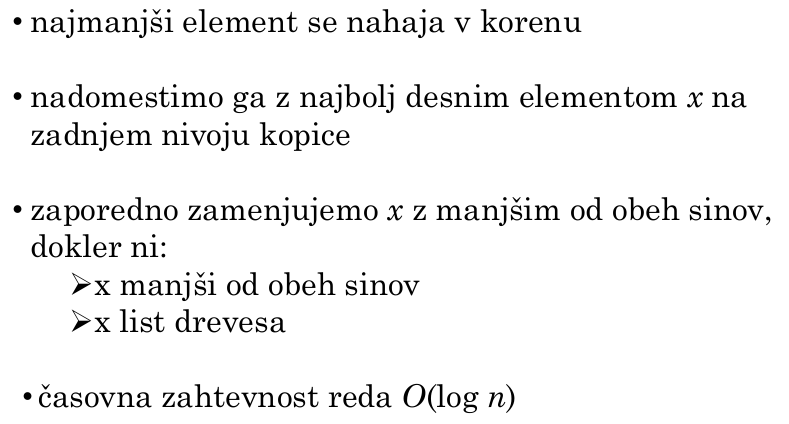 • najmanjši element se nahaja v korenu
• nadomestimo ga z najbolj desnim elementom x na
zadnjem nivoju kopice
• zaporedno zamenjujemo x z manjšim od obeh sinov,
dokler ni:
➢x manjši od obeh sinov
➢x list drevesa
• časovna zahtevnost reda O(log n)